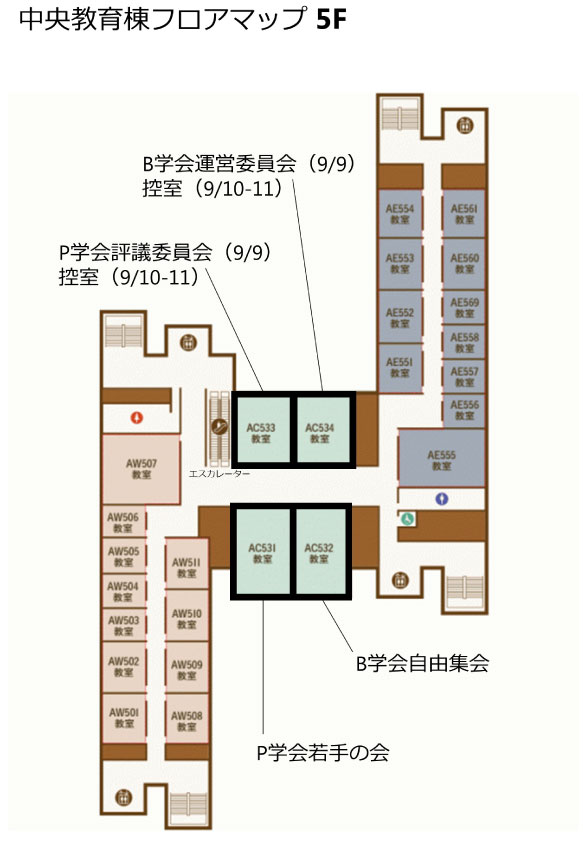 中央教育棟フロアマップ 5F
B学会運営委員会（9/9）
控室（9/10-11）
P学会評議委員会（9/9）
控室（9/10-11）
AE554
教室
AE561
教室
AE553
教室
AE560
教室
AE552
教室
AE569
教室
AE558
教室
AE551
教室
AE557
教室
AE556
教室
AC533
教室
AC534
教室
AE555
教室
AW507
教室
エスカレーター
AW506
教室
AW505
教室
AW504
教室
AW503
教室
AW502
教室
AW501
教室
AW511
教室
AW510
教室
AW509
教室
AW508
教室
AC531
教室
AC532
教室
B学会自由集会
P学会若手の会